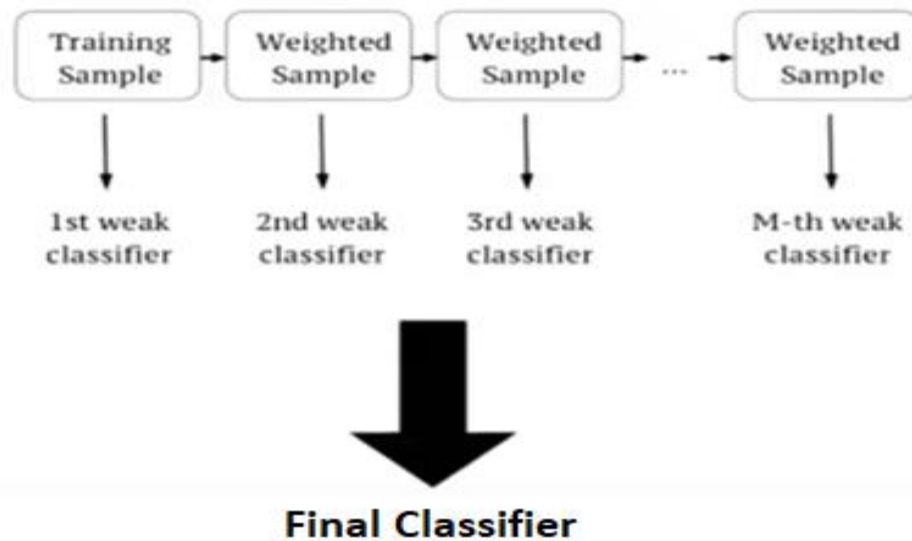 Training
Sample
Weighted
Sample
Weighted
Sample
...
Weighted
Sample
1st weak
classifier
2nd weak
classifier
3rd weak
classifier
M-th weak
classifier
Final Classifier